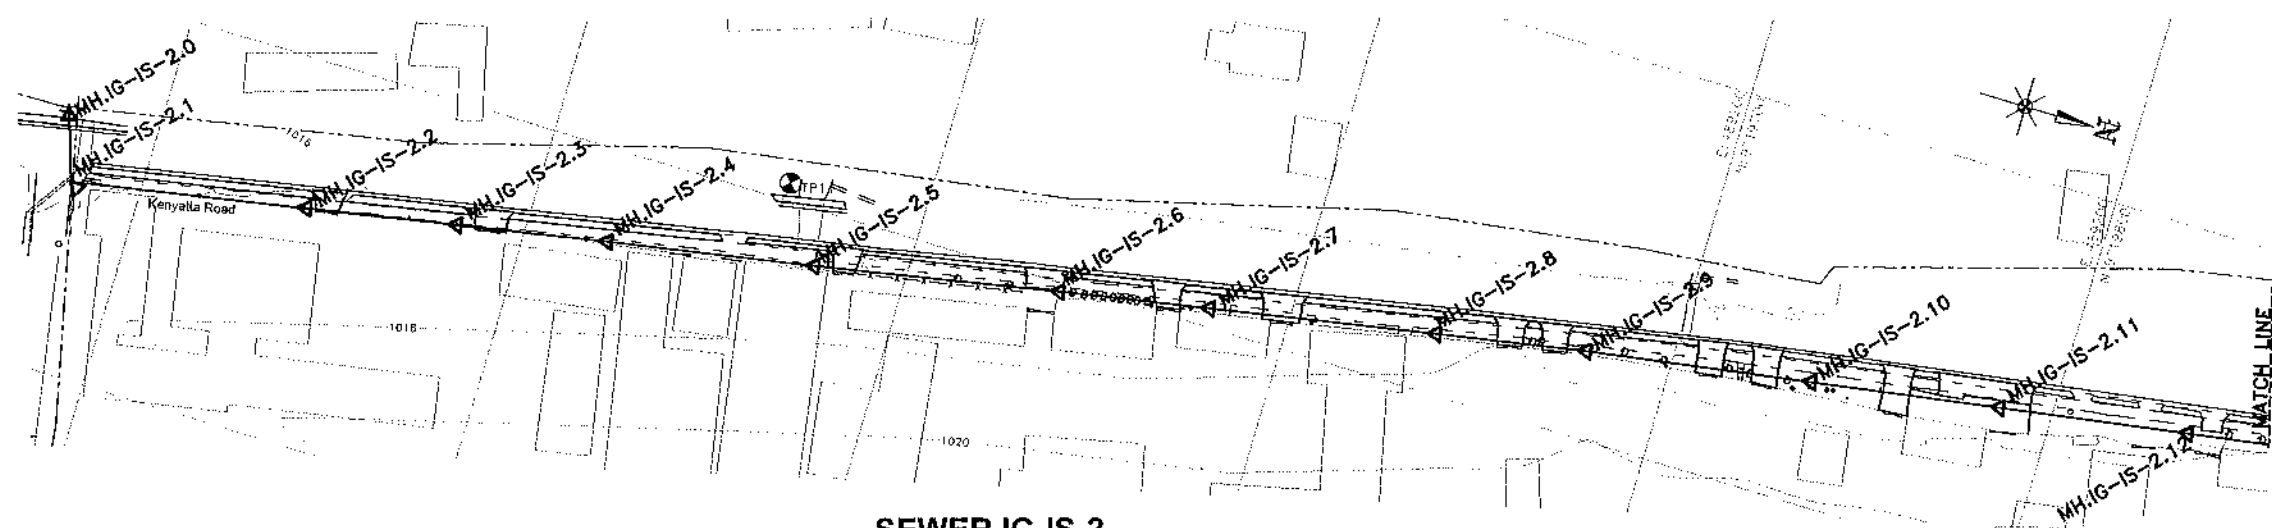 MH.IG-IS-2.0
MH.IG-IS-2.1
MH.IG-IS-2.2
MH.IG-IS-2.3
MH.IG-IS-2.4
MH.IG-IS-2.5
MH.IG-IS-2.6
MH.IG-IS-2.7
MH.IG-IS-2.8
MH.IG-IS-2.9
MH.IG-IS-2.10
MH.IG-IS-2.11
MH.IG-IS-2.12
Kenyatta Road
TP1
1016
1018
1020
N
MATCH LINE
SEWER IG-IS-2